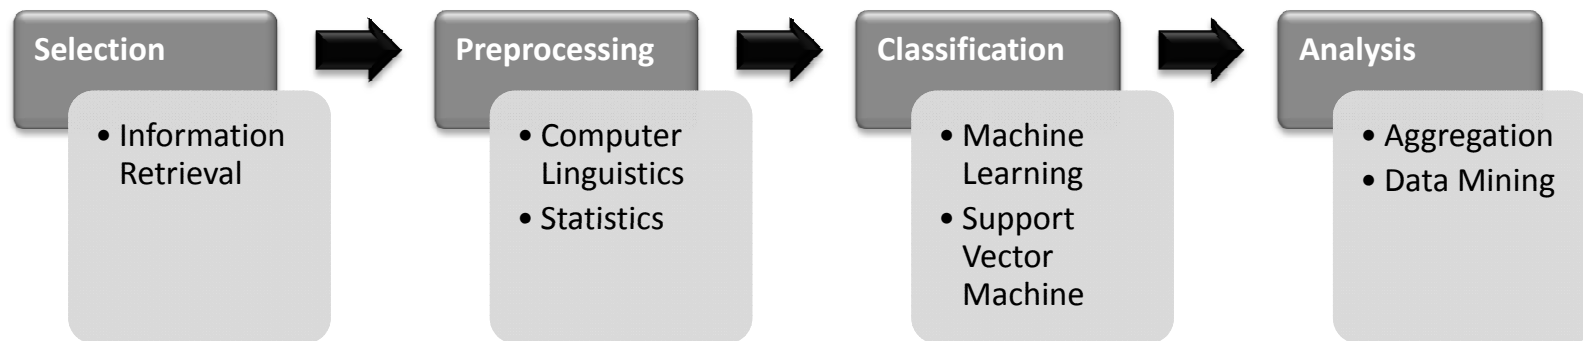 Selection
• Information
Retrieval
Preprocessing
• Computer
Linguistics
• Statistics
Classification
• Machine
Learning
• Support
Vector
Machine
Analysis
• Aggregation
• Data Mining